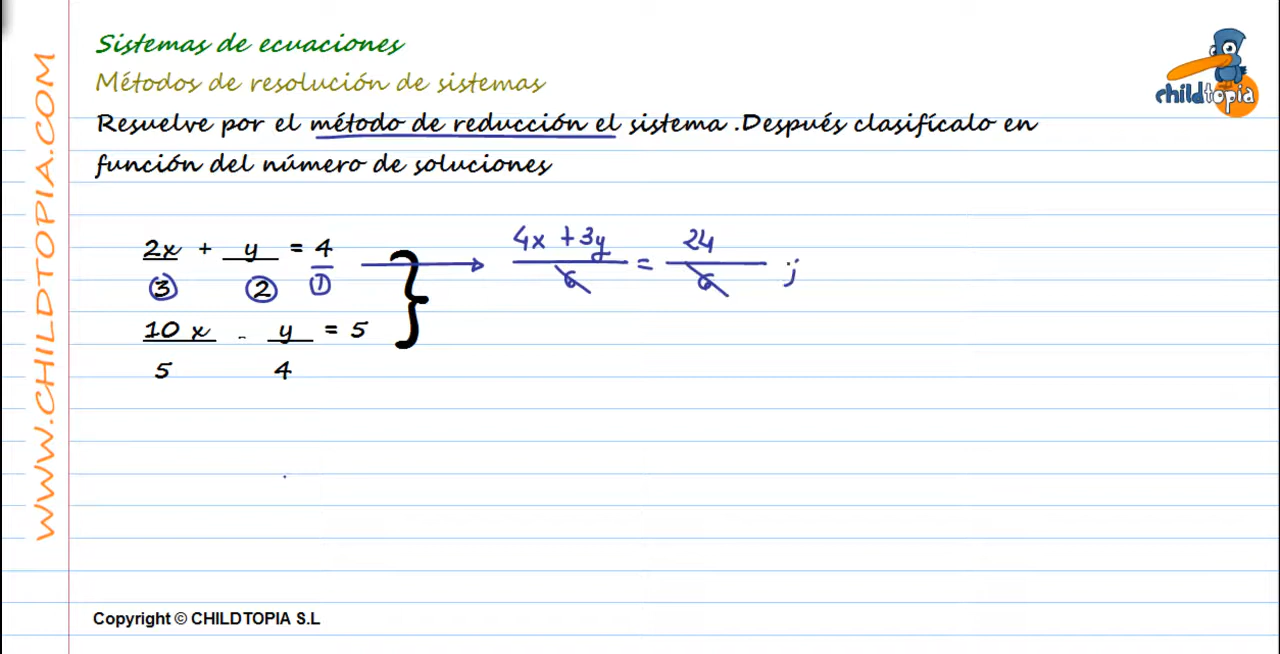 Sistemas de ecuaciones
Métodos de resolución de sistemas
Resuelve por el método de reducción el sistema .Después clasifícalo en
función del número de soluciones
childtopia
WWW.CHILDTOPIA.COM
2x + y = 4
3 2 1
4x + 3y = 24 ;
6 6
10 x - y = 5
5 4
Copyright © CHILDTOPIA S.L